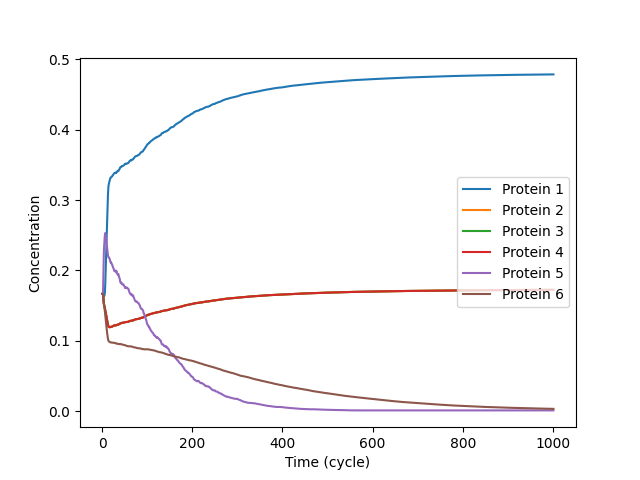 0.5
0.4
0.3
0.2
0.1
0.0
Concentration
0
200
400
600
800
1000
Time (cycle)
Protein 1
Protein 2
Protein 3
Protein 4
Protein 5
Protein 6